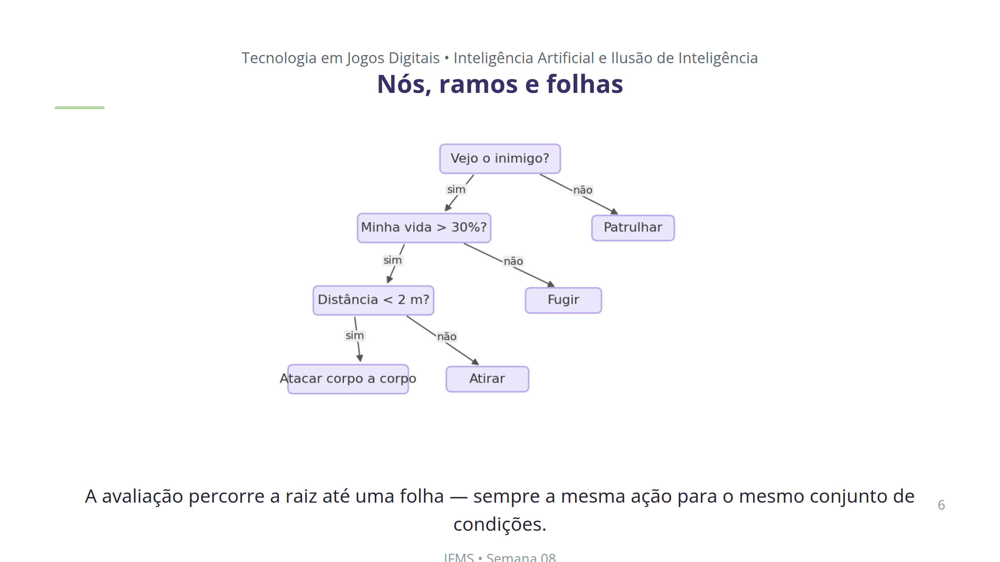 Tecnologia em Jogos Digitais • Inteligência Artificial e Ilusão de Inteligência
Nós, ramos e folhas
Vejo o inimigo?
sim
não
Minha vida > 30%?
Patrulhar
sim
não
Distância < 2 m?
Fugir
sim
não
Atacar corpo a corpo
Atirar
A avaliação percorre a raiz até uma folha — sempre a mesma ação para o mesmo conjunto de
condições.
6
IFMS • Semana 08